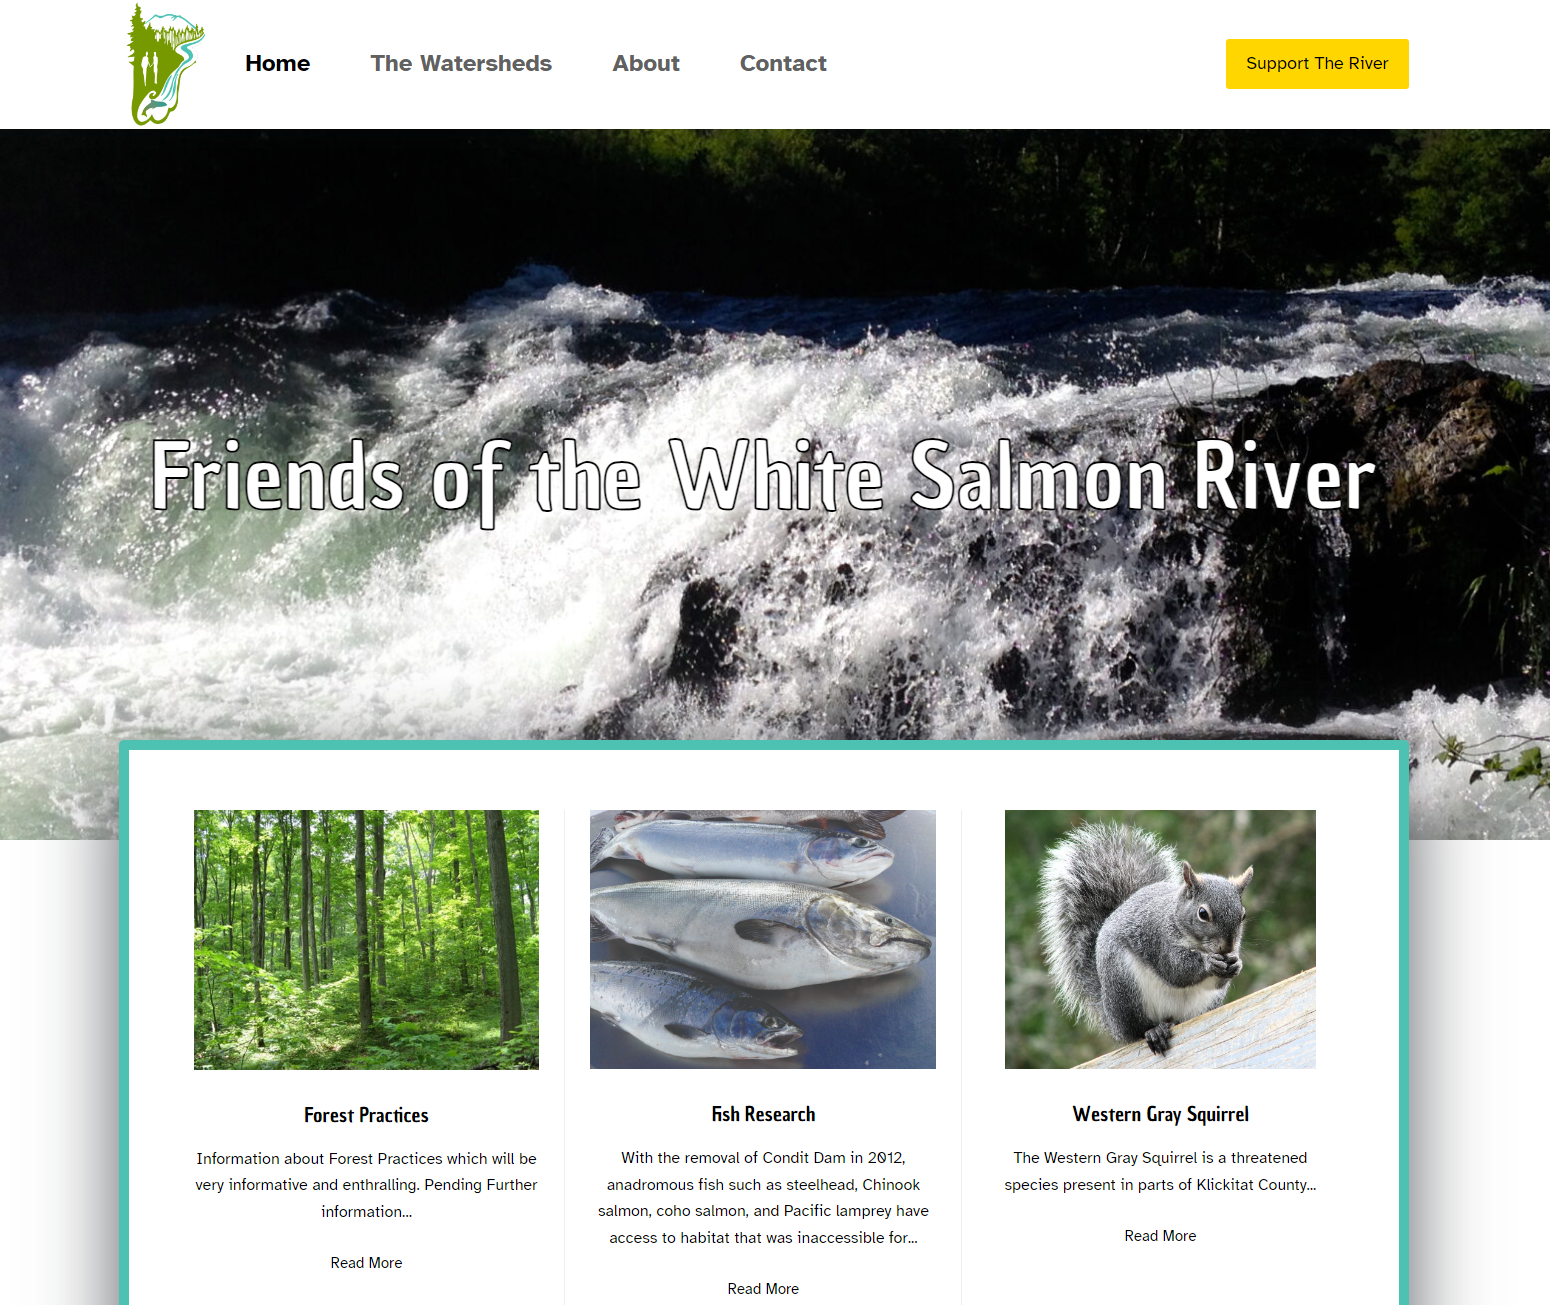 Home
The Watersheds
About
Contact
Support The River
Friends of the White Salmon River
Forest Practices
Information about Forest Practices which will be
very informative and enthralling. Pending Further
information...
Read More
Fish Research
With the removal of Condit Dam in 2012,
anadromous fish such as steelhead, Chinook
salmon, coho salmon, and Pacific lamprey have
access to habitat that was inaccessible for...
Read More
Western Gray Squirrel
The Western Gray Squirrel is a threatened
species present in parts of Klickitat County...
Read More